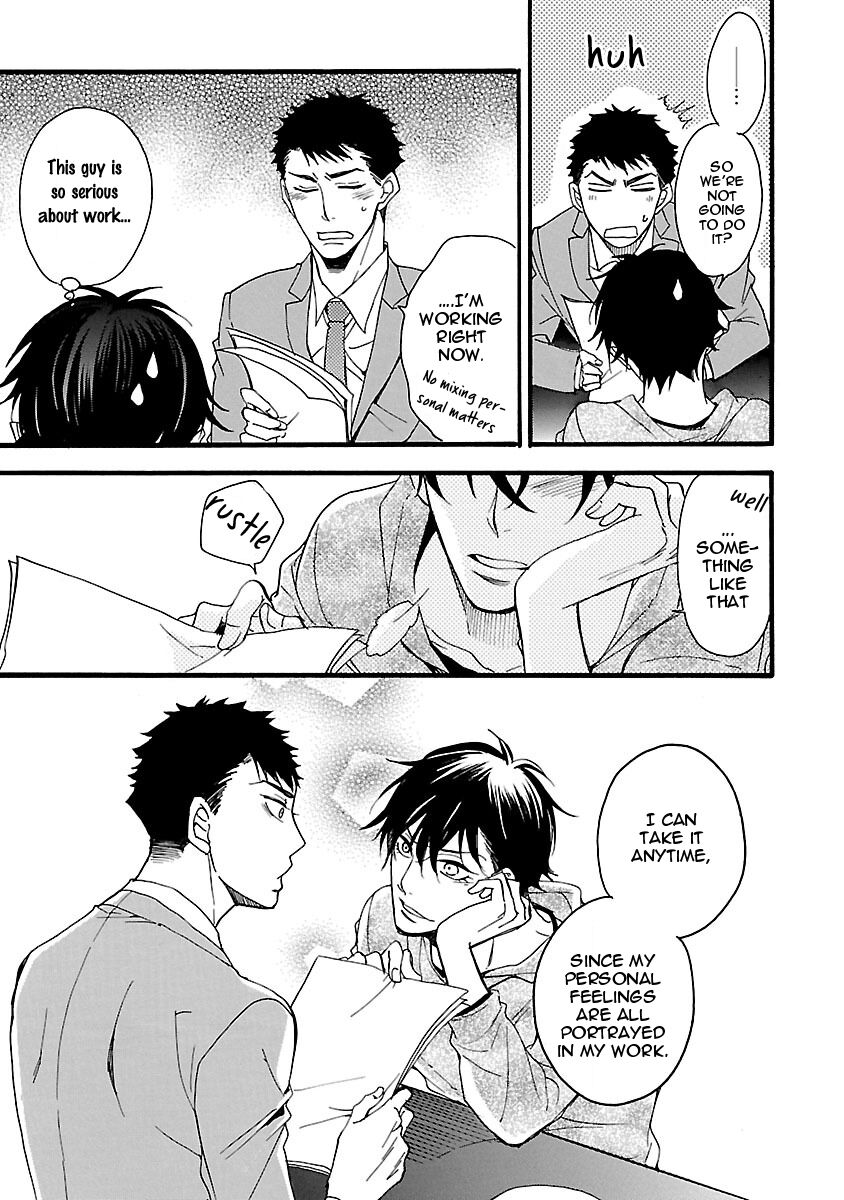 ............
huh
SO
WE'RE
NOT
GOING
TO DO
IT?
....I'M
WORKING
RIGHT
NOW.
No mixing per-
sonal matters
This guy is
so serious
about work...
well
...
SOME-
THING
LIKE
THAT
rustle
I CAN
TAKE IT
ANYTIME,
SINCE MY
PERSONAL
FEELINGS
ARE ALL
PORTRAYED
IN MY WORK.